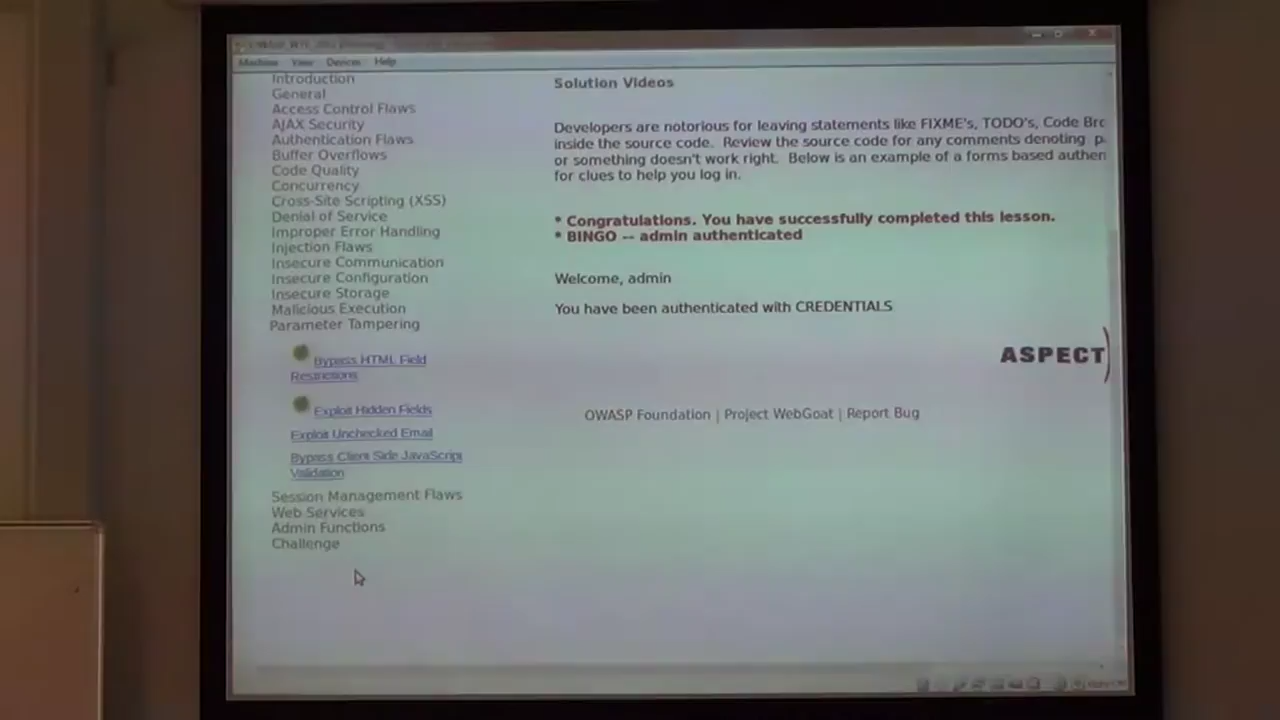 Machine View Devices Help
Introduction
General
Access Control Flaws
AJAX Security
Authentication Flaws
Buffer Overflows
Code Quality
Concurrency
Cross-Site Scripting (XSS)
Denial of Service
Improper Error Handling
Injection Flaws
Insecure Communication
Insecure Configuration
Insecure Storage
Malicious Execution
Parameter Tampering
Bypass HTML Field
Restrictions
Exploit Hidden Fields
Exploit Unchecked Email
Bypass Client Side JavaScript
Validation
Session Management Flaws
Web Services
Admin Functions
Challenge
Solution Videos
Developers are notorious for leaving statements like FIXME's, TODO's, Code Bro
inside the source code. Review the source code for any comments denoting p
or something doesn't work right. Below is an example of a forms based authen
for clues to help you log in.
* Congratulations. You have successfully completed this lesson.
* BINGO -- admin authenticated
Welcome, admin
You have been authenticated with CREDENTIALS
ASPECT)
OWASP Foundation | Project WebGoat | Report Bug